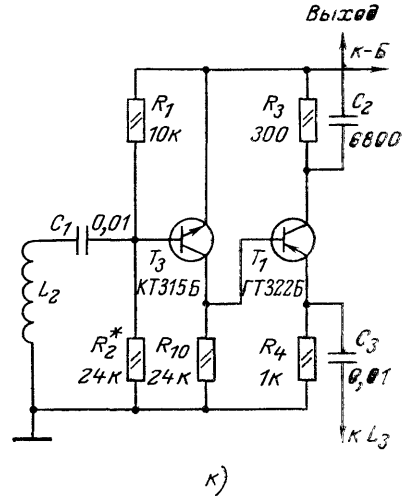 Выход
к-Б
R1
10к
R3
300
C2
6800
C1
0,01
T3
КТ315Б
T1
ГТ322Б
L2
R2*
24к
R10
24к
R4
1к
C3
0,01
к L3
к)